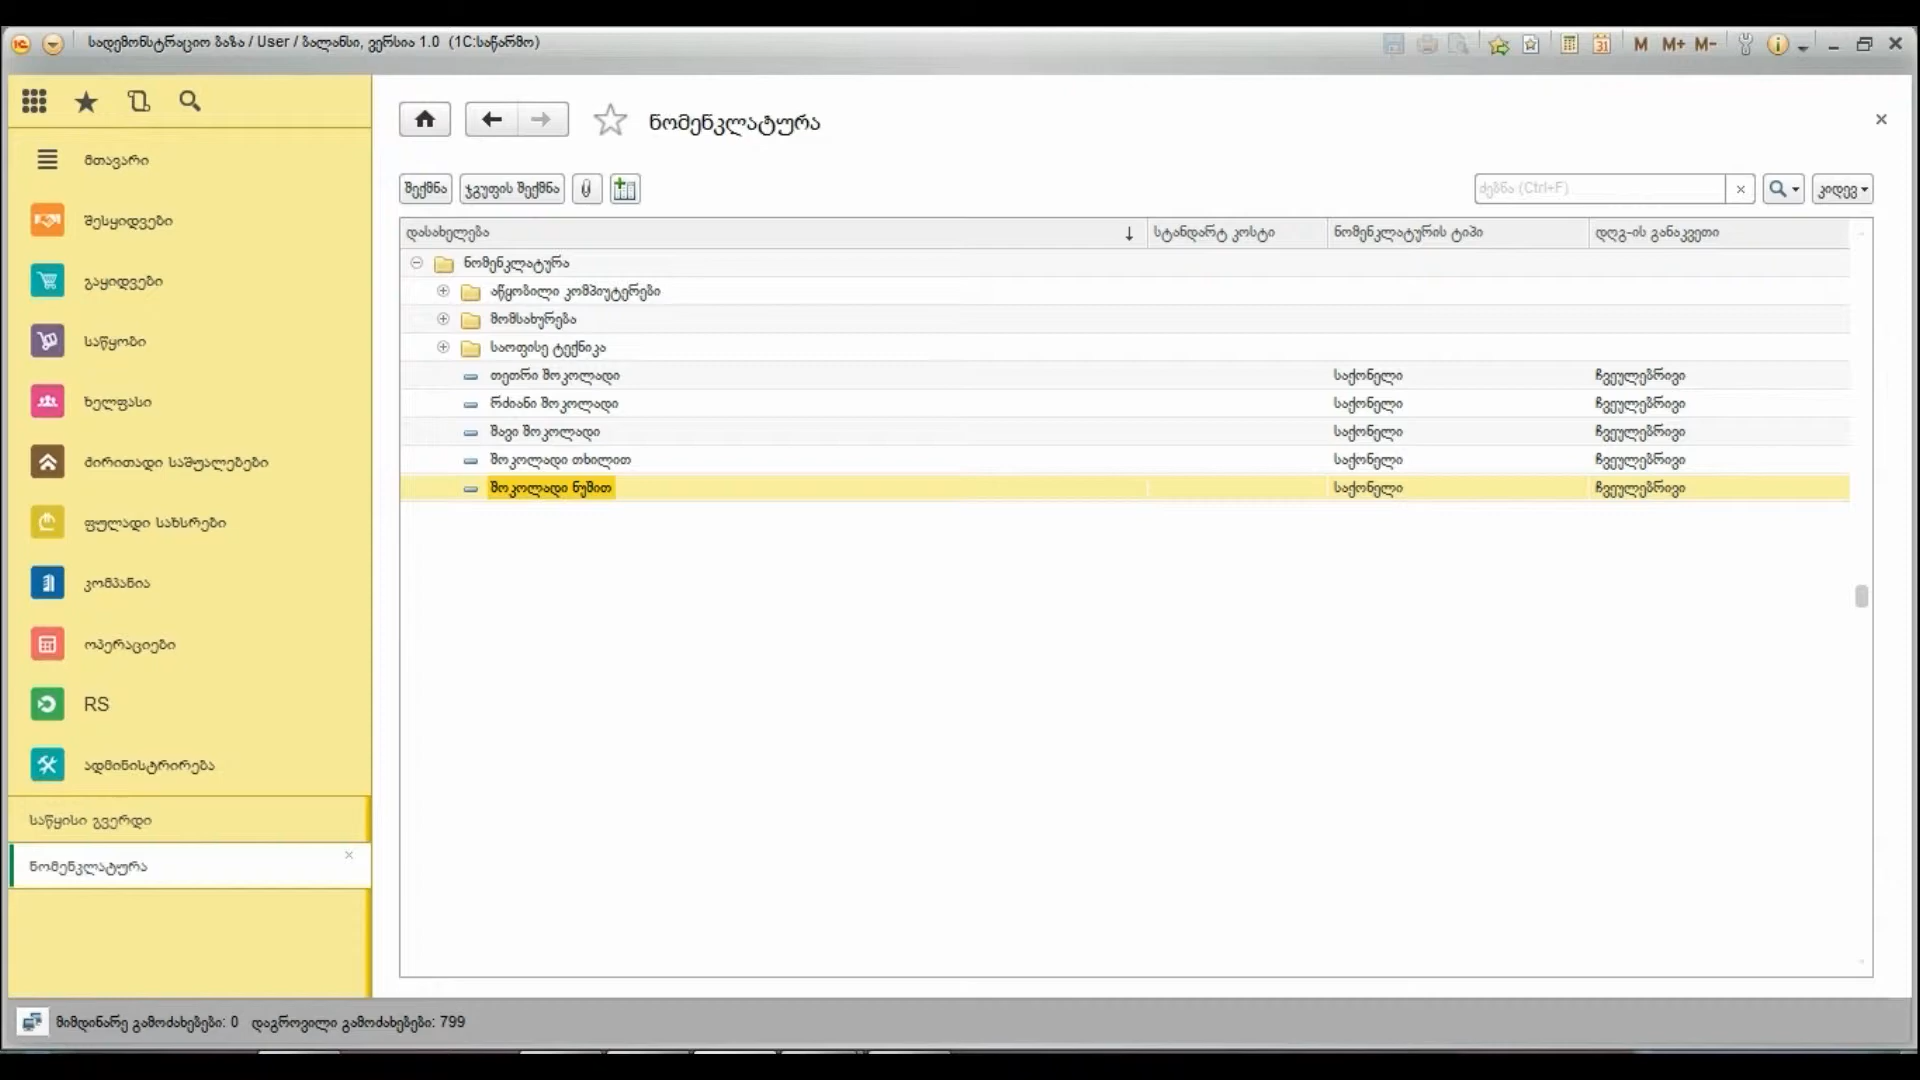 სადემონსტრაციო ბაზა / User / ბალანსი, ვერსია 1.0 (1C:საწარმო)
M M+ M-
31
მთავარი
შესყიდვები
გაყიდვები
საწყობი
ხელფასი
ძირითადი საშუალებები
ფულადი სახსრები
კომპანია
ოპერაციები
RS
ადმინისტრირება
საწყისი გვერდი
ნომენკლატურა
ნომენკლატურა
შექმნა ჯგუფის შექმნა
ძებნა (Ctrl+F) კიდევ
დასახელება სტანდარტ კოსტი ნომენკლატურის ტიპი დღგ-ის განაკვეთი
ნომენკლატურა
აწყობილი კომპიუტერები
მომსახურება
საოფისე ტექნიკა
თეთრი შოკოლადი საქონელი ჩვეულებრივი
რძიანი შოკოლადი საქონელი ჩვეულებრივი
შავი შოკოლადი საქონელი ჩვეულებრივი
შოკოლადი თხილით საქონელი ჩვეულებრივი
შოკოლადი ნუშით საქონელი ჩვეულებრივი
მიმდინარე გამოძახებები: 0 დაგროვილი გამოძახებები: 799